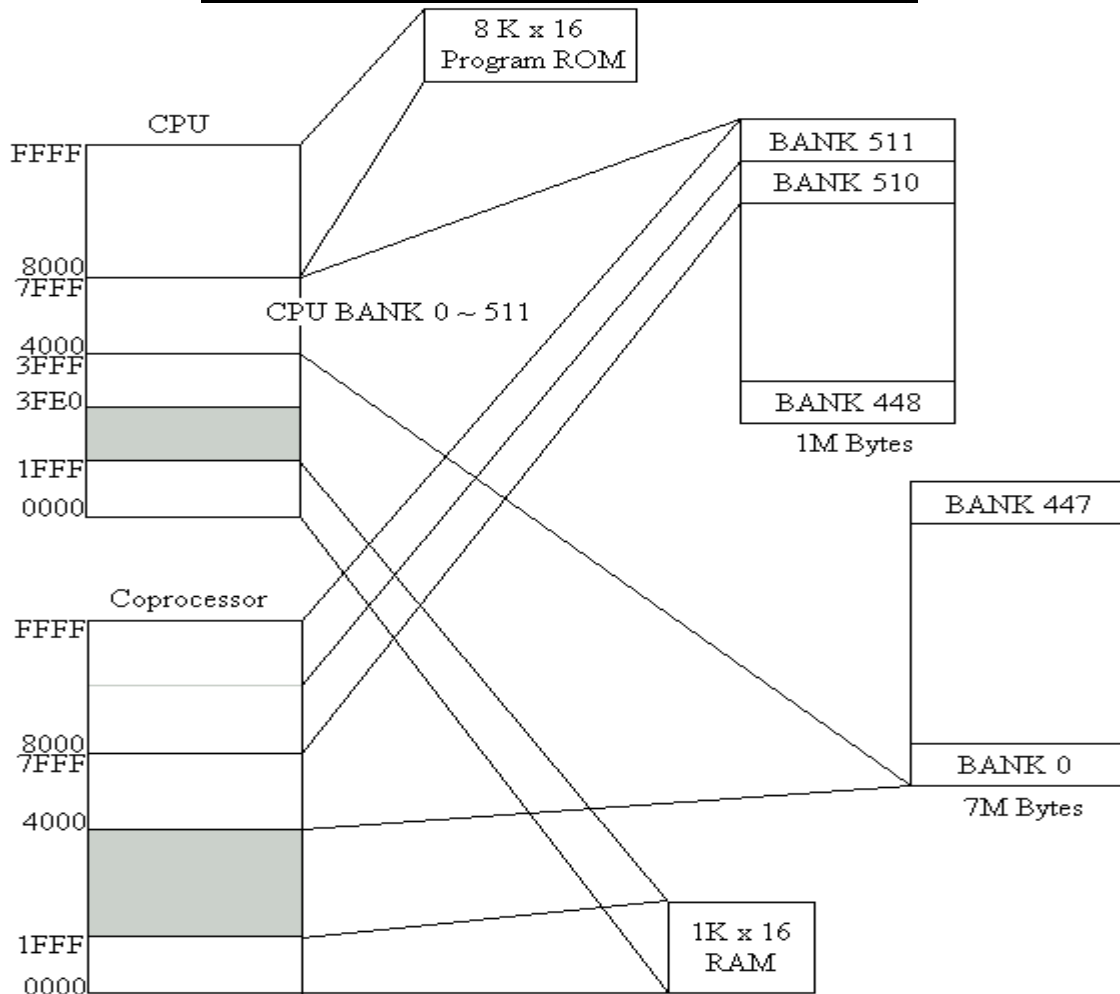 8 K x 16
Program ROM
CPU
FFFF
8000
7FFF
CPU BANK 0 ~ 511
4000
3FFF
3FE0
1FFF
0000
BANK 511
BANK 510
BANK 448
1M Bytes
BANK 447
BANK 0
7M Bytes
Coprocessor
FFFF
8000
7FFF
4000
1FFF
0000
1K x 16
RAM